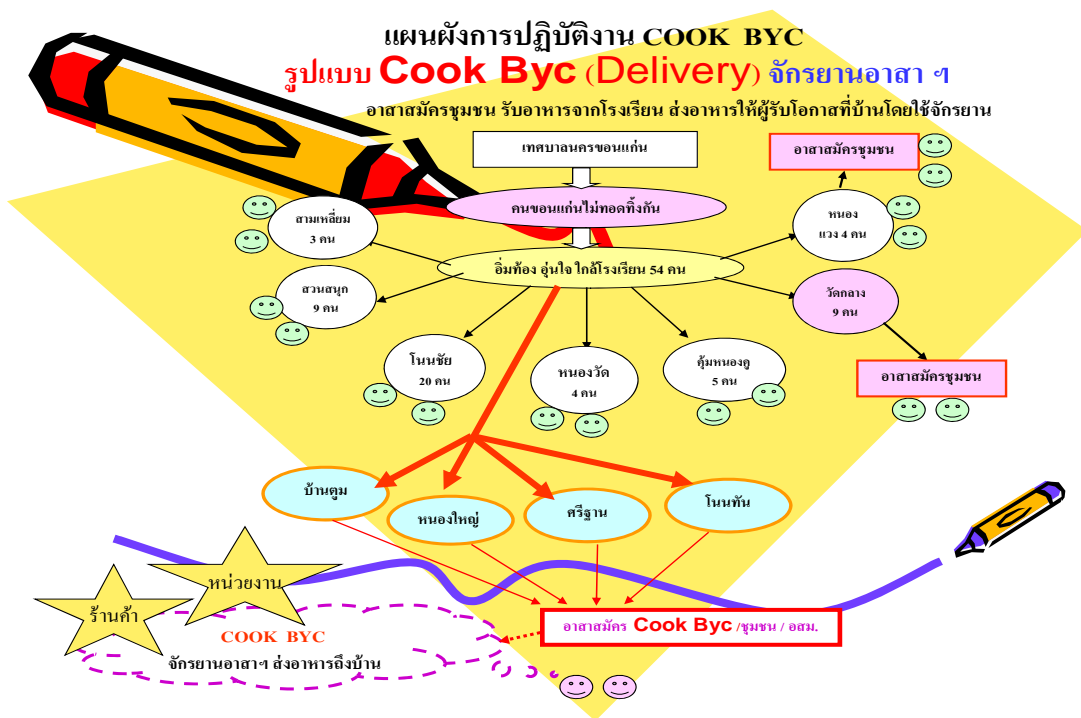 แผนผังการปฏิบัติงาน COOK BYC
รูปแบบ Cook Byc (Delivery) จักรยานอาสา ฯ
อาสาสมัครชุมชน รับอาหารจากโรงเรียน ส่งอาหารให้ผู้รับโอกาสที่บ้านโดยใช้จักรยาน
เทศบาลนครขอนแก่น
อาสาสมัครชุมชน
คนขอนแก่นไม่ทอดทิ้งกัน
สามเหลี่ยม
3 คน
หนอง
แวง 4 คน
อิ่มท้อง อุ่นใจ ใกล้โรงเรียน 54 คน
สวนสนุก
9 คน
วัดกลาง
9 คน
โนนชัย
20 คน
หนองวัด
4 คน
คุ้มหนองคู
5 คน
อาสาสมัครชุมชน
บ้านตูม
หนองใหญ่
ศรีฐาน
โนนทัน
หน่วยงาน
ร้านค้า
อาสาสมัคร Cook Byc /ชุมชน / อสม.
COOK BYC
จักรยานอาสาฯ ส่งอาหารถึงบ้าน